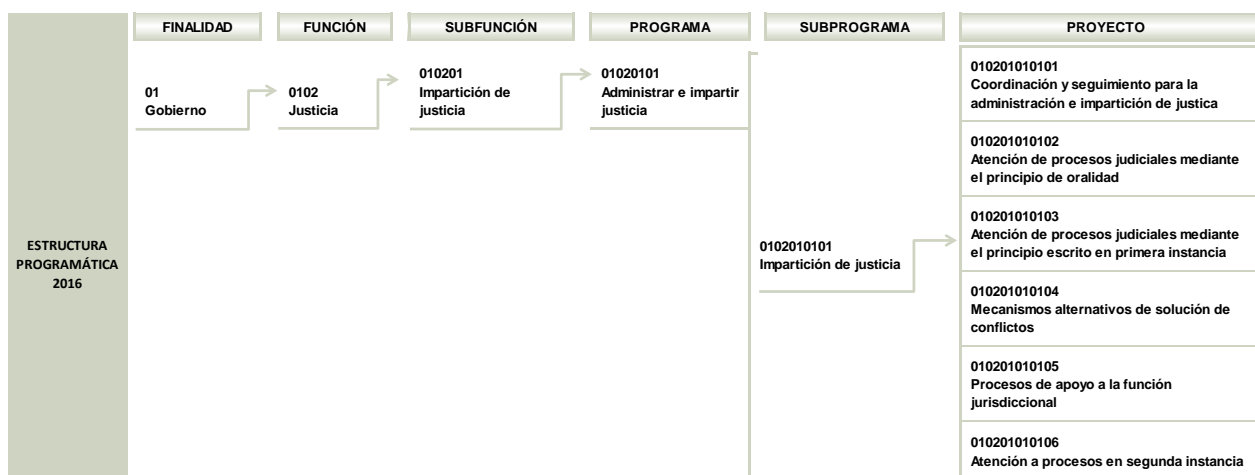 FINALIDAD
FUNCIÓN
SUBFUNCIÓN
PROGRAMA
SUBPROGRAMA
PROYECTO
ESTRUCTURA
PROGRAMÁTICA
2016
01
Gobierno
0102
Justicia
010201
Impartición de
justicia
01020101
Administrar e impartir
justicia
0102010101
Impartición de justicia
010201010101
Coordinación y seguimiento para la
administración e impartición de justica
010201010102
Atención de procesos judiciales mediante
el principio de oralidad
010201010103
Atención de procesos judiciales mediante
el principio escrito en primera instancia
010201010104
Mecanismos alternativos de solución de
conflictos
010201010105
Procesos de apoyo a la función
jurisdiccional
010201010106
Atención a procesos en segunda instancia